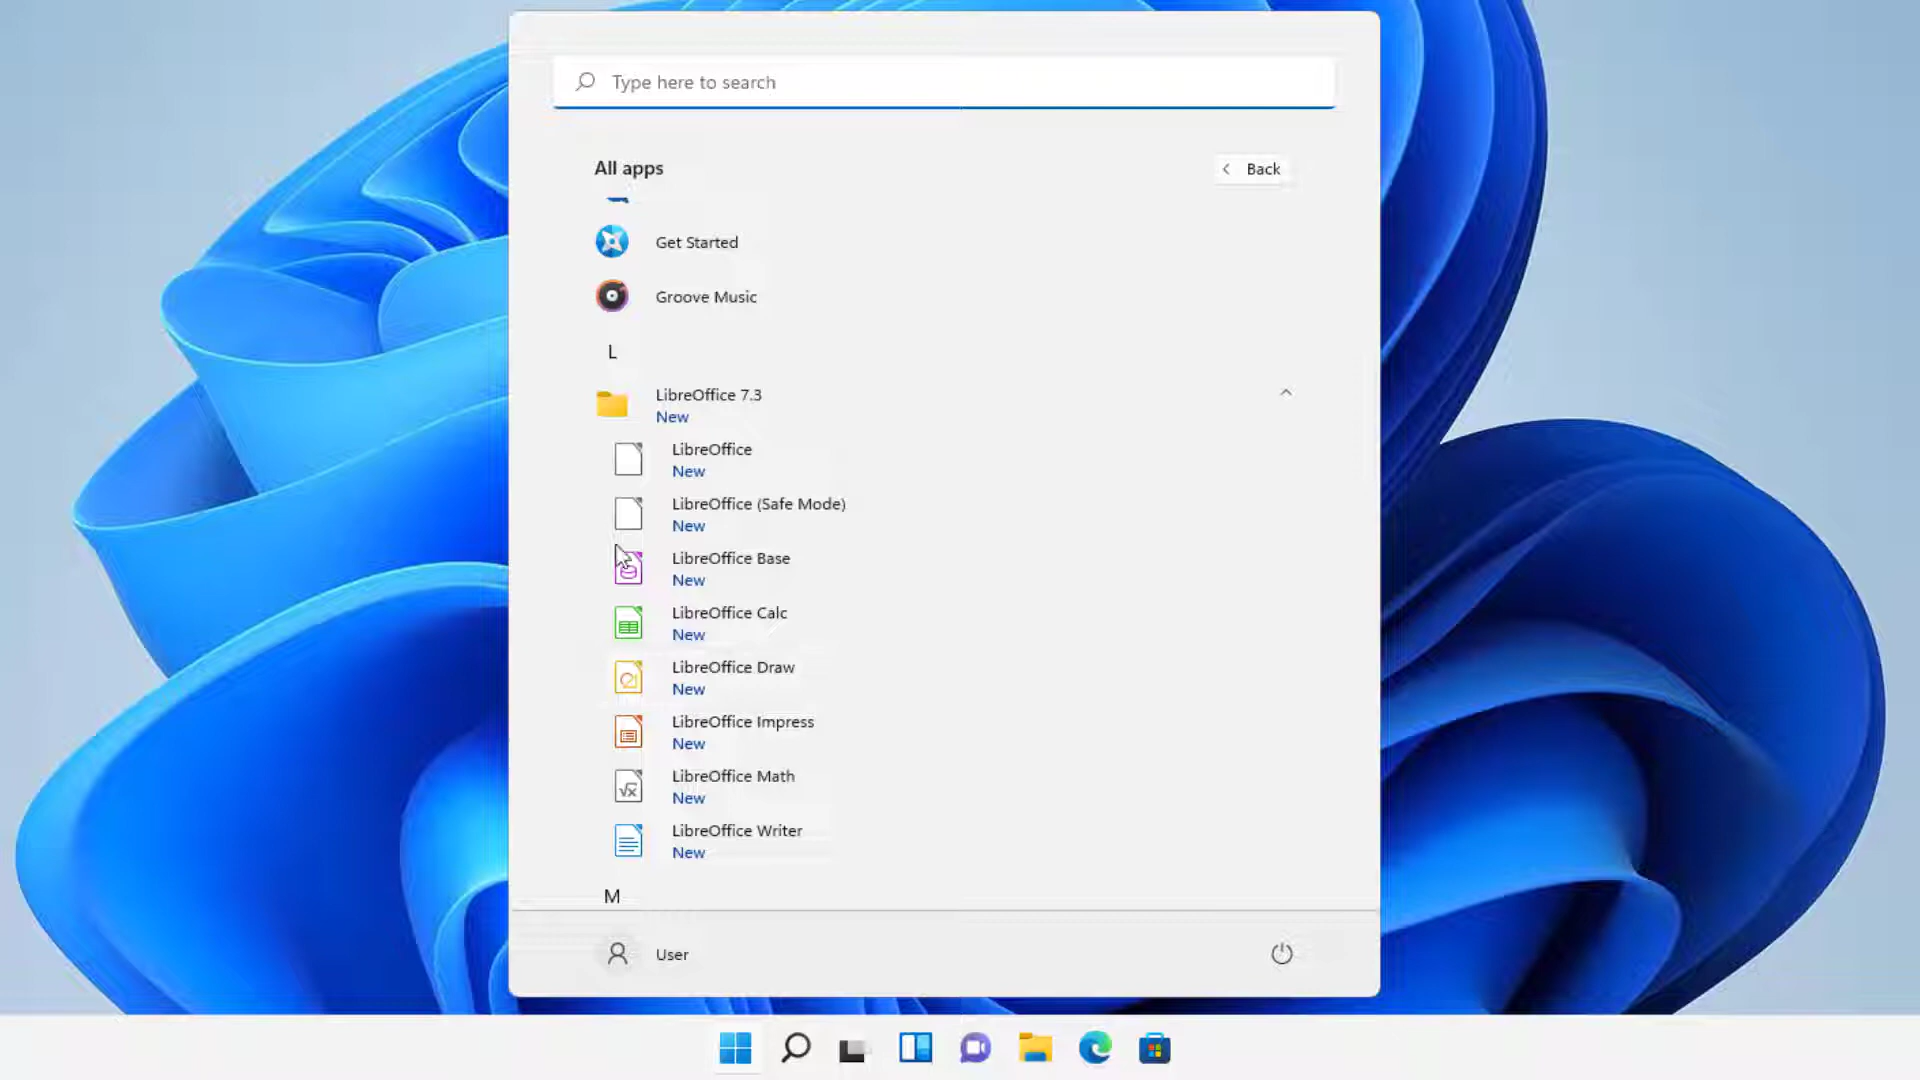 Type here to search
All apps
Back
Get Started
Groove Music
L
LibreOffice 7.3
New
LibreOffice
New
LibreOffice (Safe Mode)
New
LibreOffice Base
New
LibreOffice Calc
New
LibreOffice Draw
New
LibreOffice Impress
New
LibreOffice Math
New
LibreOffice Writer
New
M
User